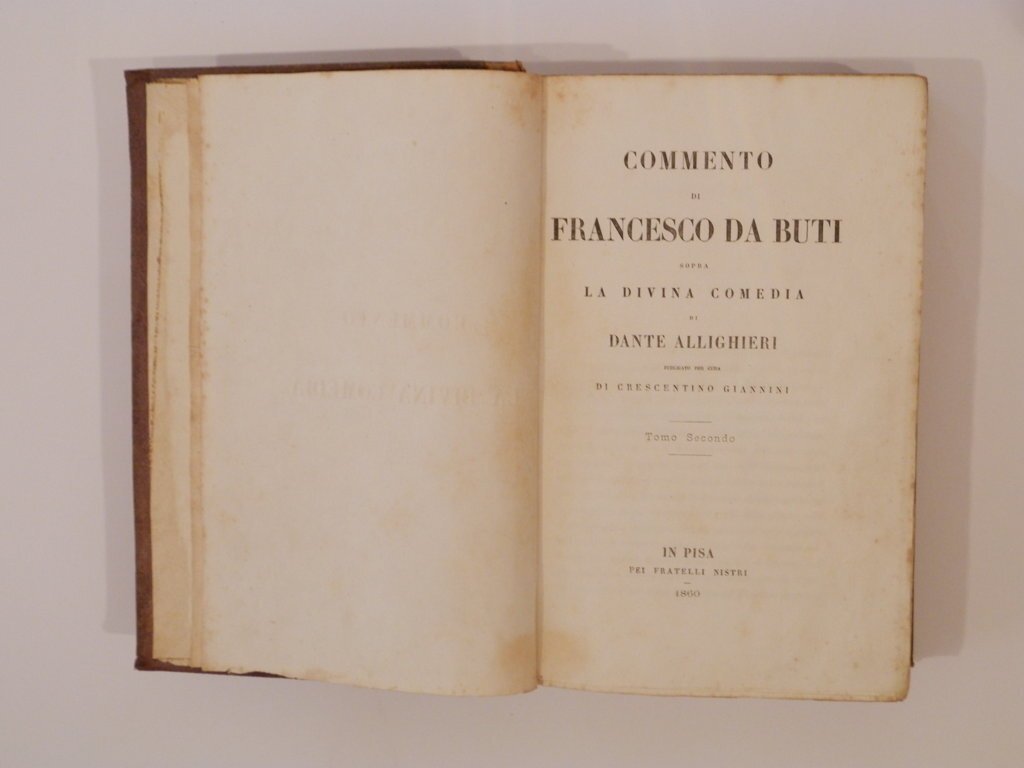 COMMENTO
DI
FRANCESCO DA BUTI
SOPRA
LA DIVINA COMEDIA
DI
DANTE ALLIGHIERI
PUBLICATO PER CURA
DI CRESCENTINO GIANNINI
Tomo Secondo
IN PISA
PEI FRATELLI NISTRI
1860